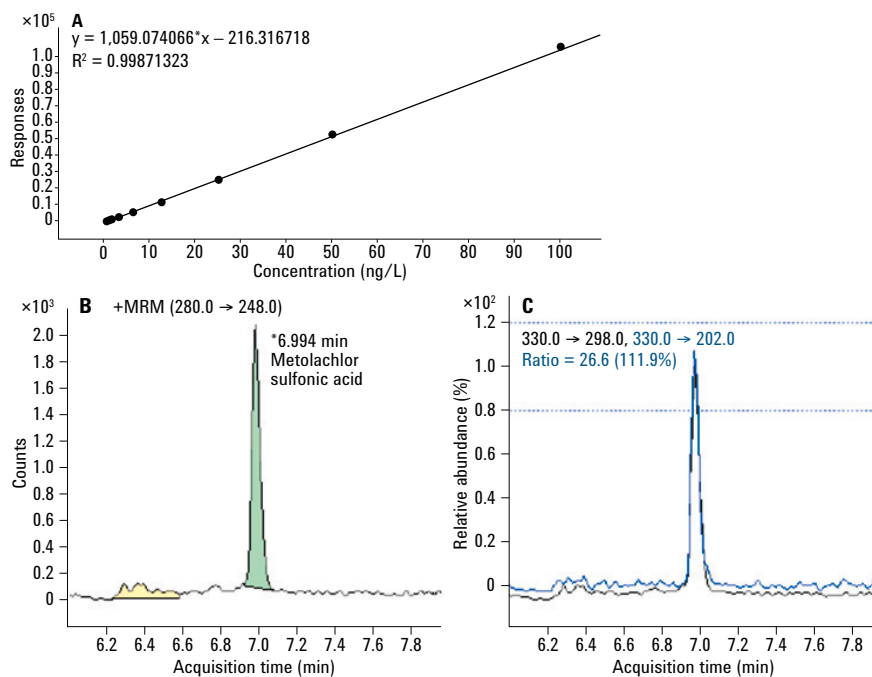 A
×10⁵
y = 1,059.074066*x – 216.316718
R² = 0.99871323
1.0
0.9
0.8
0.7
0.6
0.5
0.4
0.3
0.2
0.1
0
Responses
0 10 20 30 40 50 60 70 80 90 100
Concentration (ng/L)
B +MRM (280.0 → 248.0)
×10³
*6.994 min
Metolachlor
sulfonic acid
2.0
1.8
1.6
1.4
1.2
1.0
0.8
0.6
0.4
0.2
0
Counts
6.2 6.4 6.6 6.8 7.0 7.2 7.4 7.6 7.8
Acquisition time (min)
C
×10²
330.0 → 298.0, 330.0 → 202.0
Ratio = 26.6 (111.9%)
1.2
1.0
0.8
0.6
0.4
0.2
0
Relative abundance (%)
6.2 6.4 6.6 6.8 7.0 7.2 7.4 7.6 7.8
Acquisition time (min)